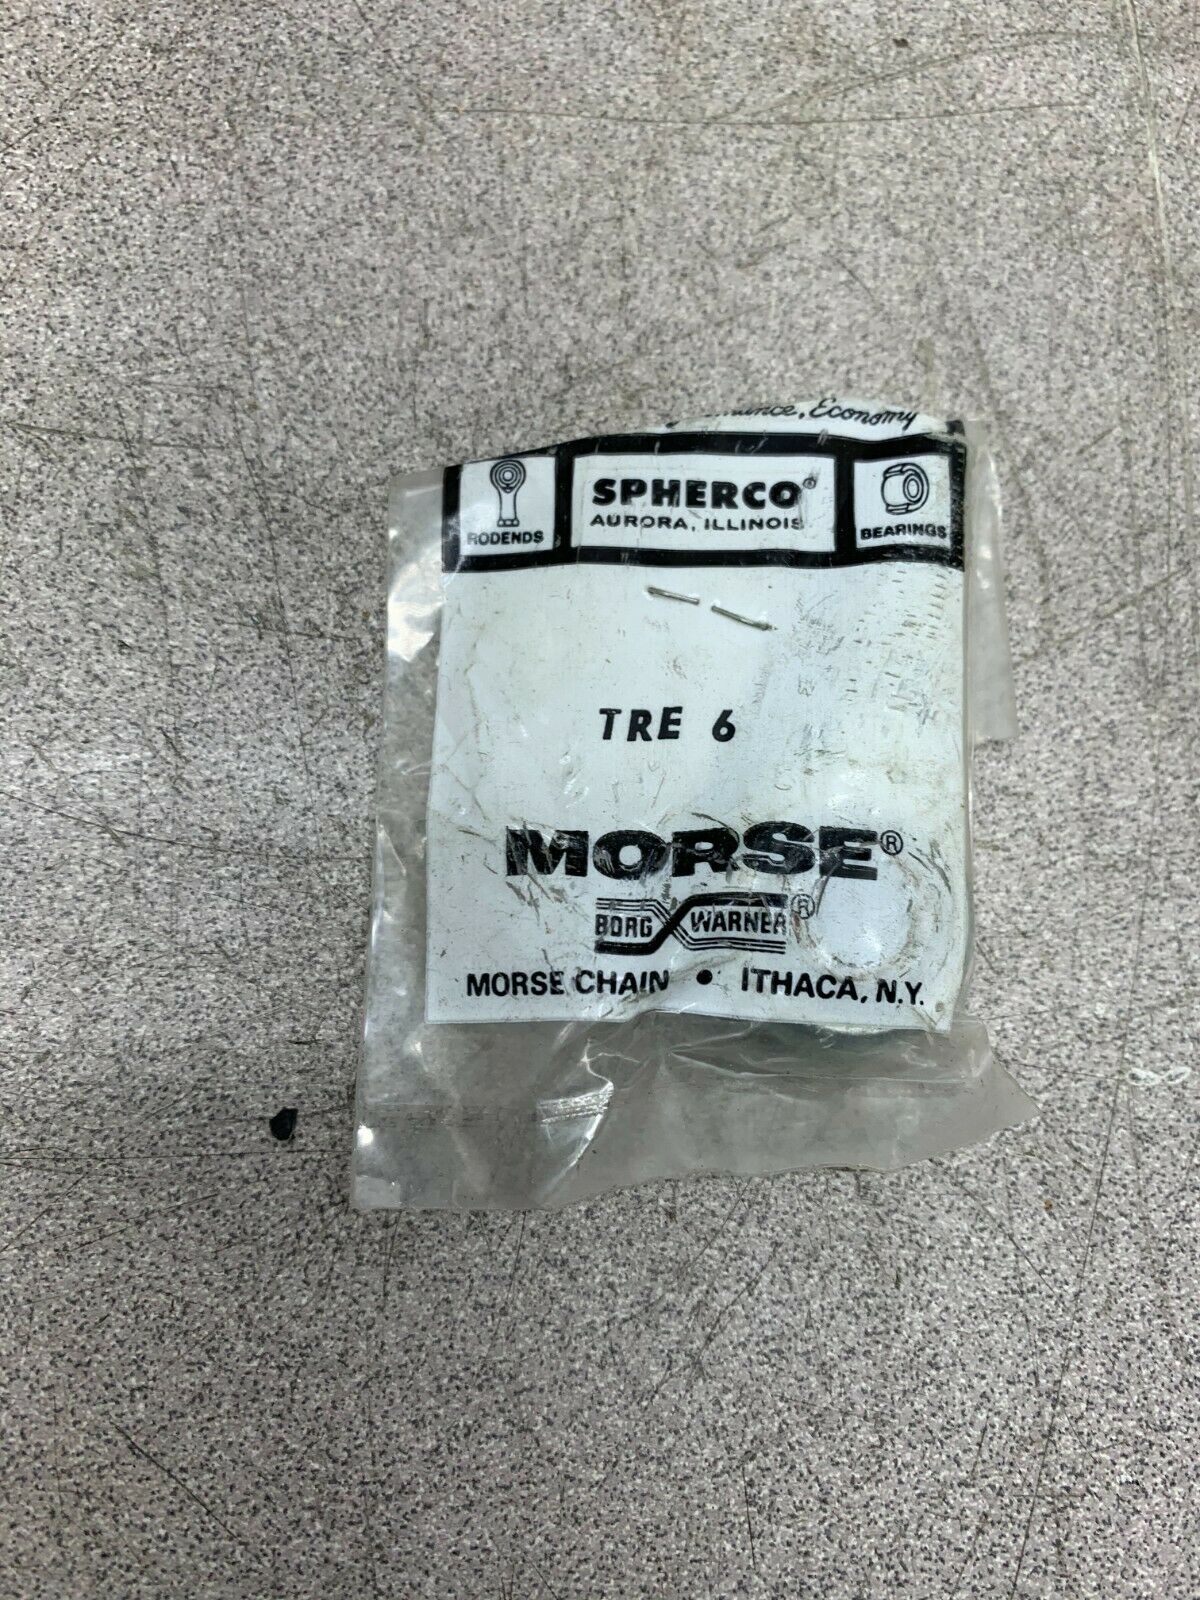 Economy
SPHERCO®
AURORA, ILLINOIS
RODENDS
BEARINGS
TRE 6
MORSE®
BORG WARNER®
MORSE CHAIN • ITHACA, N.Y.